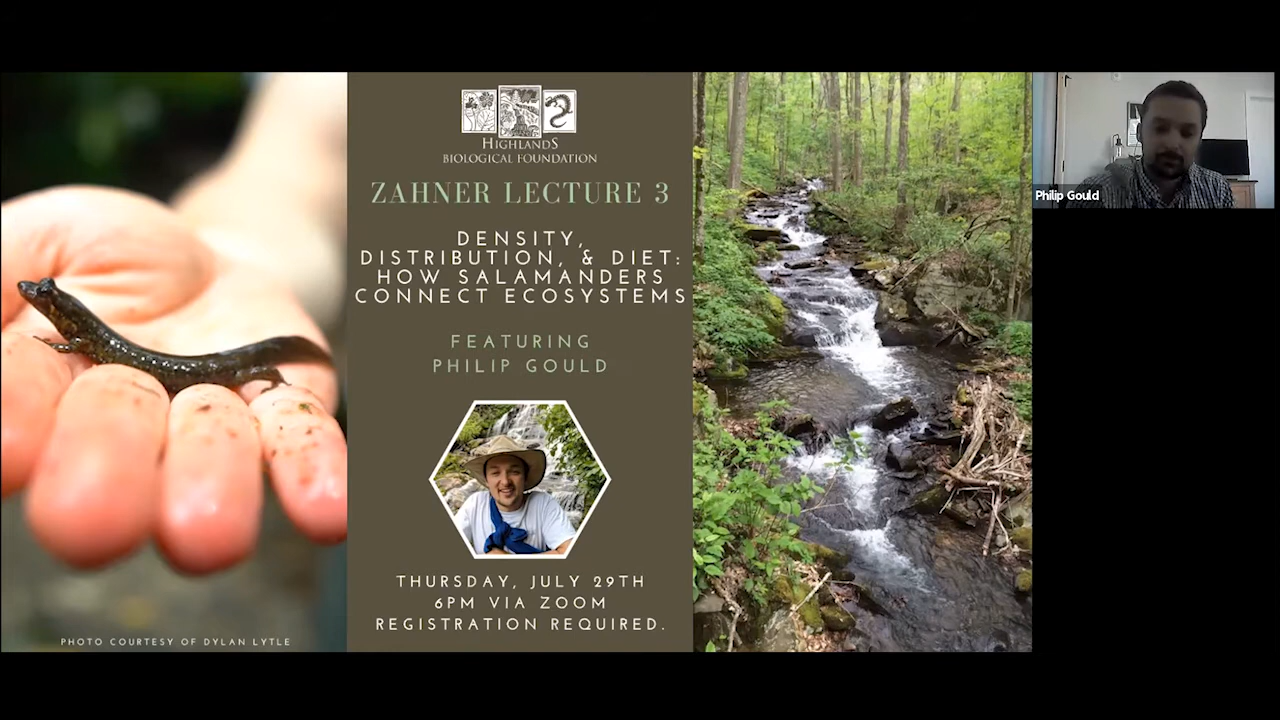 HIGHLANDS
BIOLOGICAL FOUNDATION
ZAHNER LECTURE 3
DENSITY,
DISTRIBUTION, & DIET:
HOW SALAMANDERS
CONNECT ECOSYSTEMS
FEATURING
PHILIP GOULD
THURSDAY, JULY 29TH
6PM VIA ZOOM
REGISTRATION REQUIRED.
PHOTO COURTESY OF DYLAN LYTLE
Philip Gould